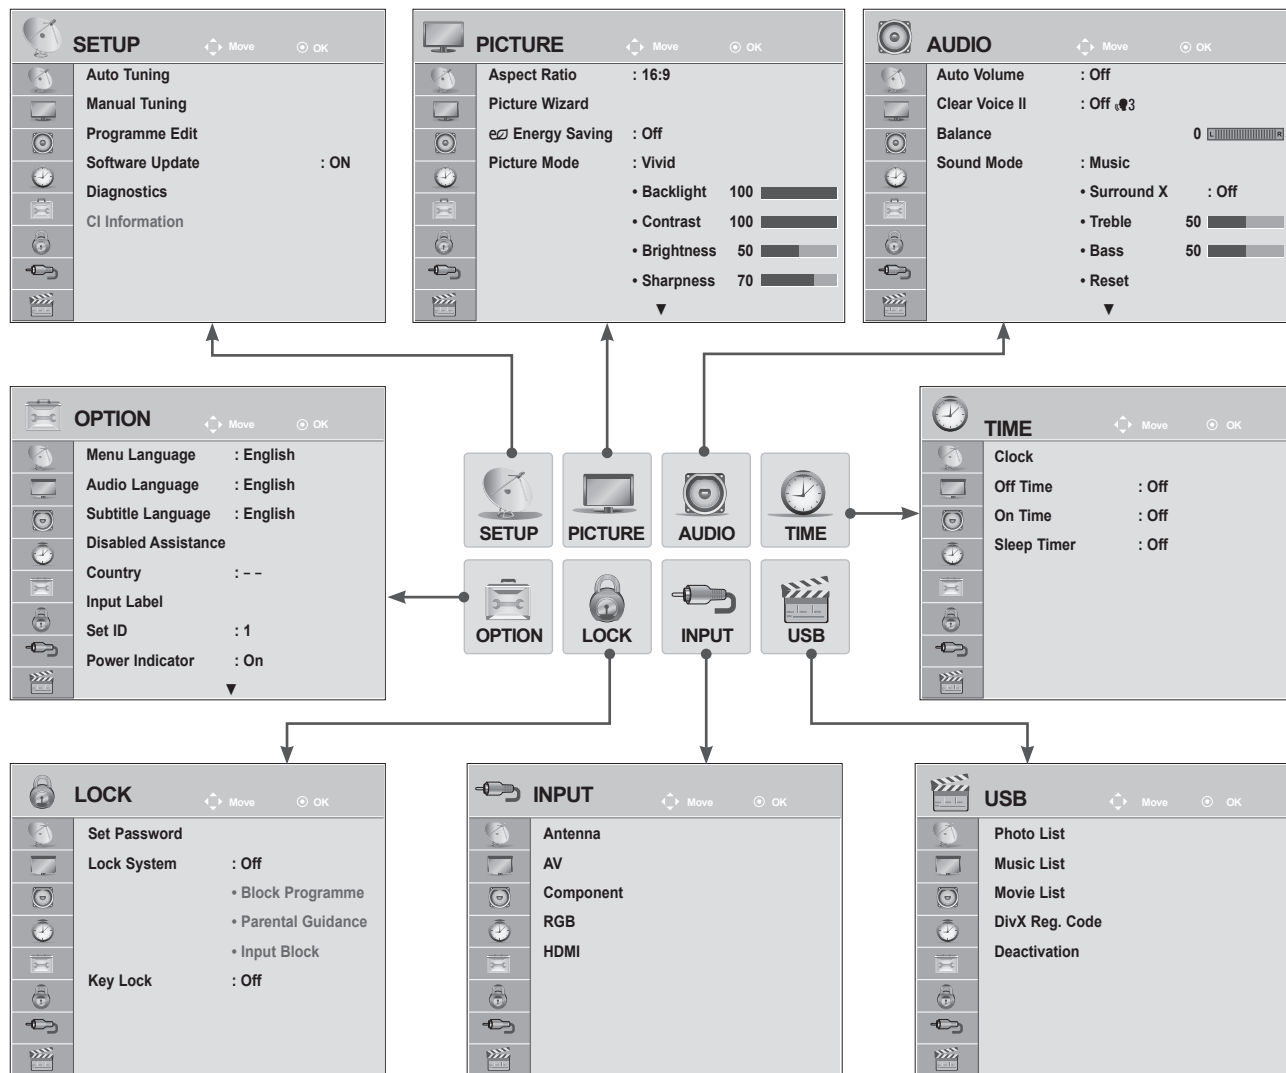 SETUP Move OK
Auto Tuning
Manual Tuning
Programme Edit
Software Update : ON
Diagnostics
CI Information
PICTURE Move OK
Aspect Ratio : 16:9
Picture Wizard
Energy Saving : Off
Picture Mode : Vivid
• Backlight 100
• Contrast 100
• Brightness 50
• Sharpness 70
▼
AUDIO Move OK
Auto Volume : Off
Clear Voice II : Off 3
Balance 0 L R
Sound Mode : Music
• Surround X : Off
• Treble 50
• Bass 50
• Reset
▼
OPTION Move OK
Menu Language : English
Audio Language : English
Subtitle Language : English
Disabled Assistance
Country : – –
Input Label
Set ID : 1
Power Indicator : On
▼
SETUP PICTURE AUDIO TIME
OPTION LOCK INPUT USB
TIME Move OK
Clock
Off Time : Off
On Time : Off
Sleep Timer : Off
LOCK Move OK
Set Password
Lock System : Off
• Block Programme
• Parental Guidance
• Input Block
Key Lock : Off
INPUT Move OK
Antenna
AV
Component
RGB
HDMI
USB Move OK
Photo List
Music List
Movie List
DivX Reg. Code
Deactivation